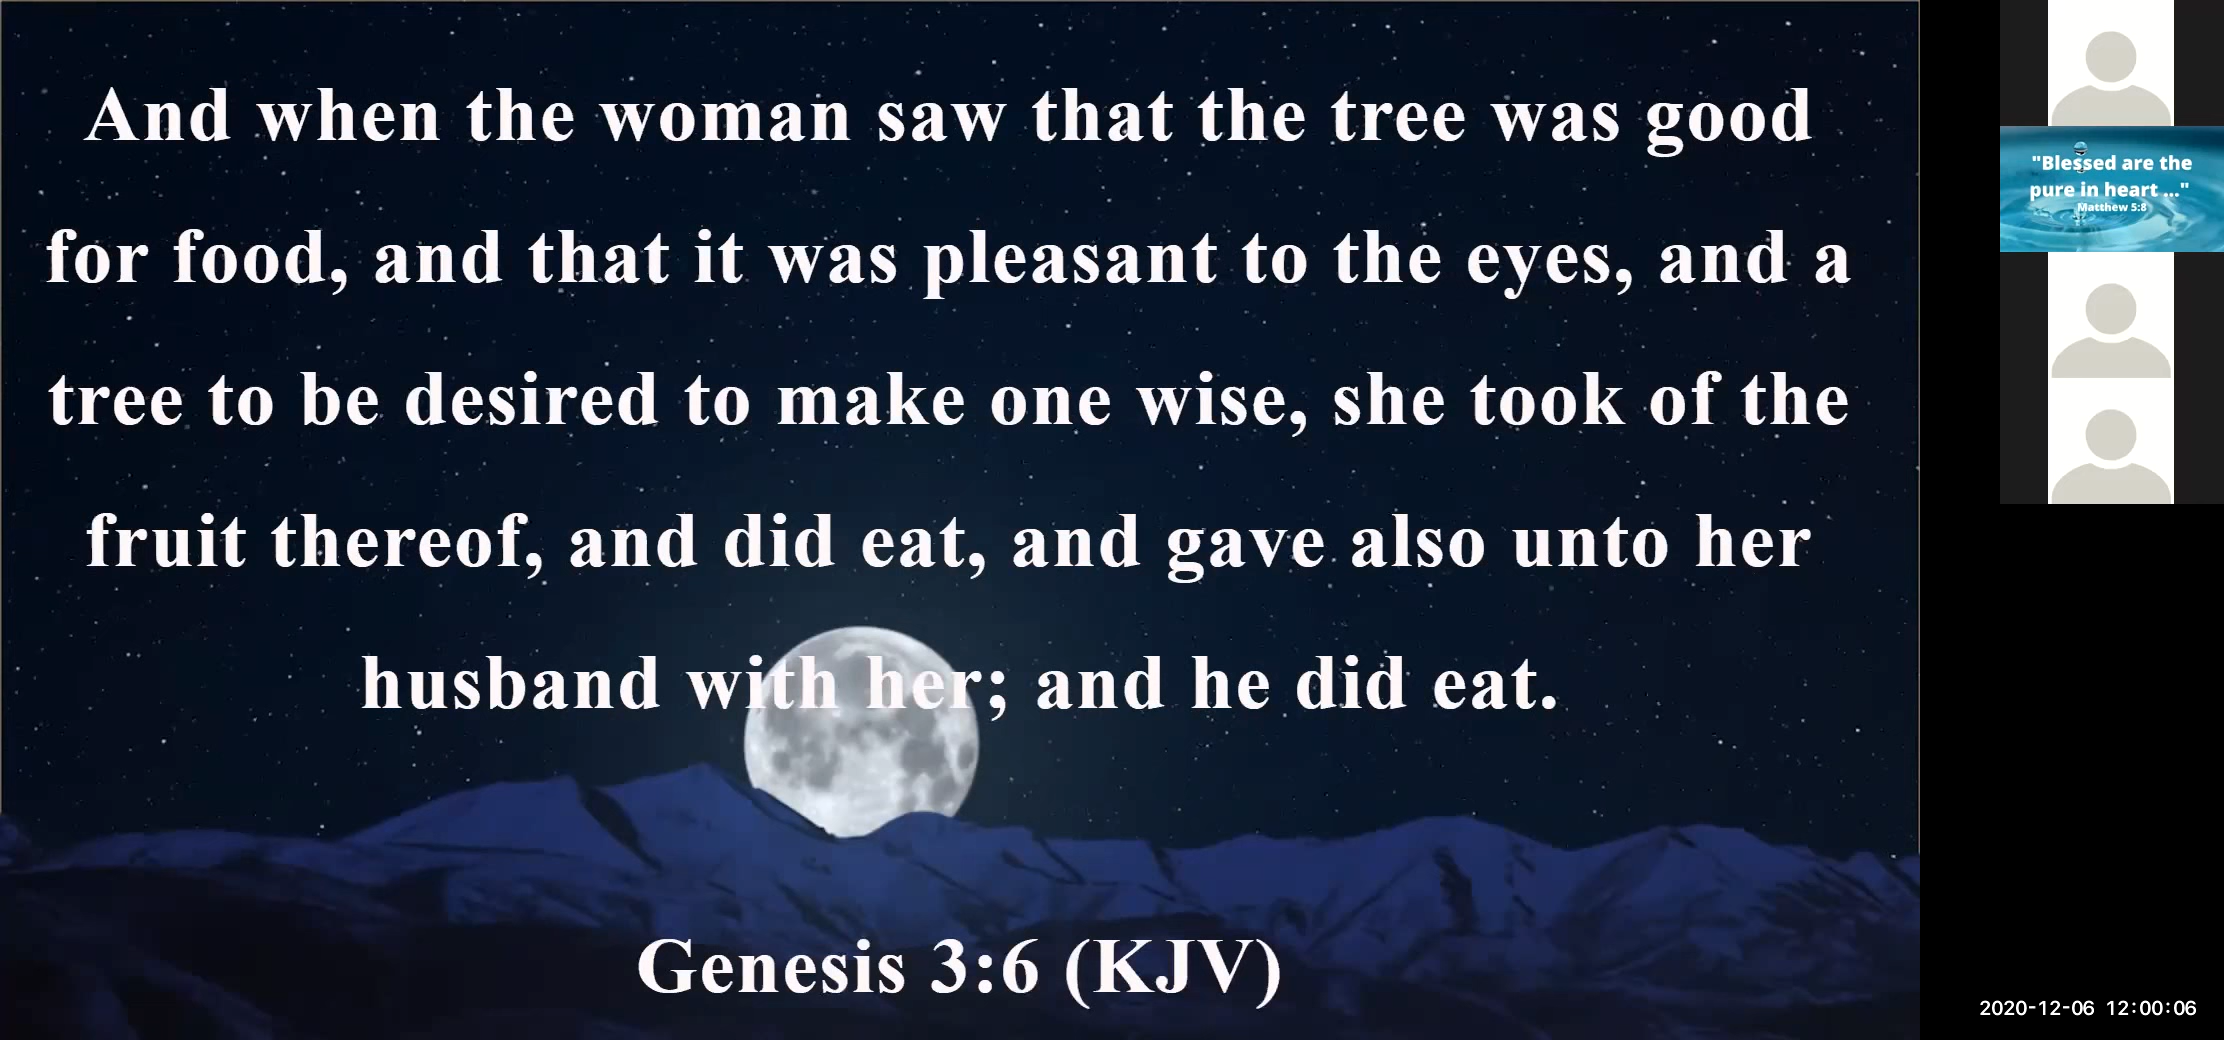 And when the woman saw that the tree was good
for food, and that it was pleasant to the eyes, and a
tree to be desired to make one wise, she took of the
fruit thereof, and did eat, and gave also unto her
husband with her; and he did eat.
Genesis 3:6 (KJV)
"Blessed are the
pure in heart ..."
Matthew 5:8
2020-12-06 12:00:06